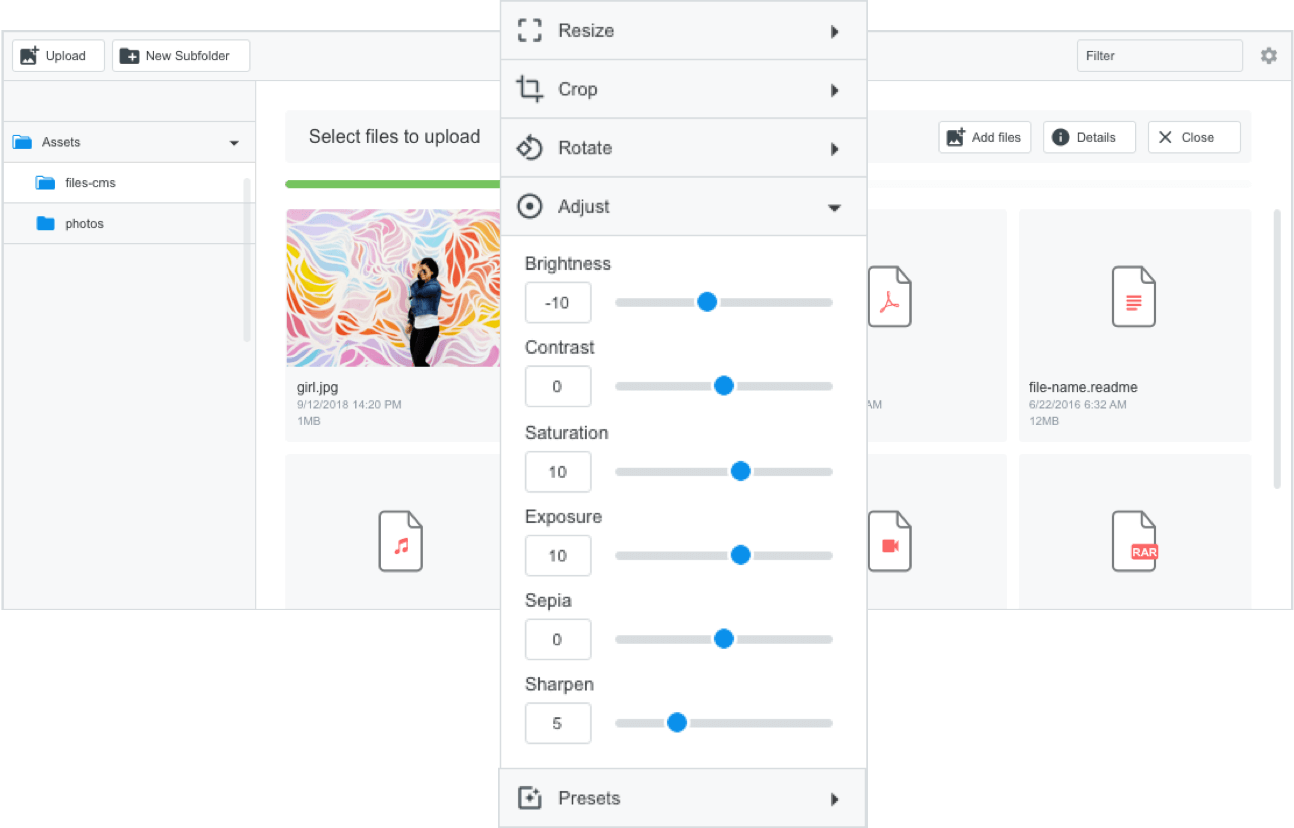 Upload
New Subfolder
Filter
Assets
files-cms
photos
Select files to upload
Add files
Details
Close
girl.jpg
9/12/2018 14:20 PM
1MB
AM
file-name.readme
6/22/2016 6:32 AM
12MB
RAR
Resize
Crop
Rotate
Adjust
Brightness
-10
Contrast
0
Saturation
10
Exposure
10
Sepia
0
Sharpen
5
Presets